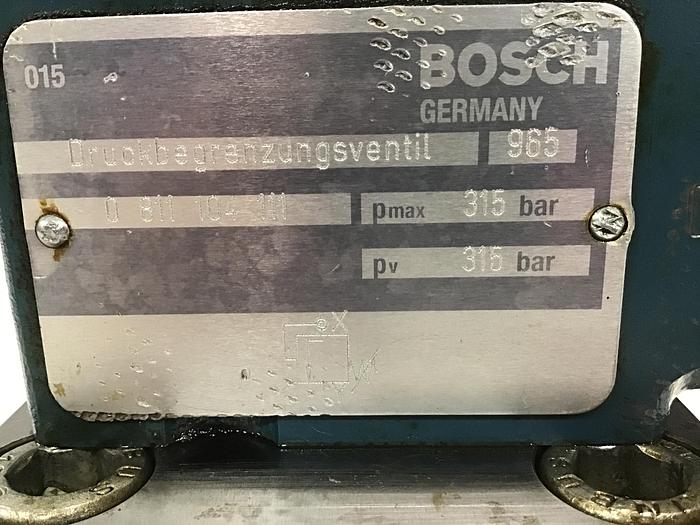 015
BOSCH
GERMANY
Druckbegrenzungsventil 965
0 811 104 111 pmax 315 bar
pv 315 bar
X